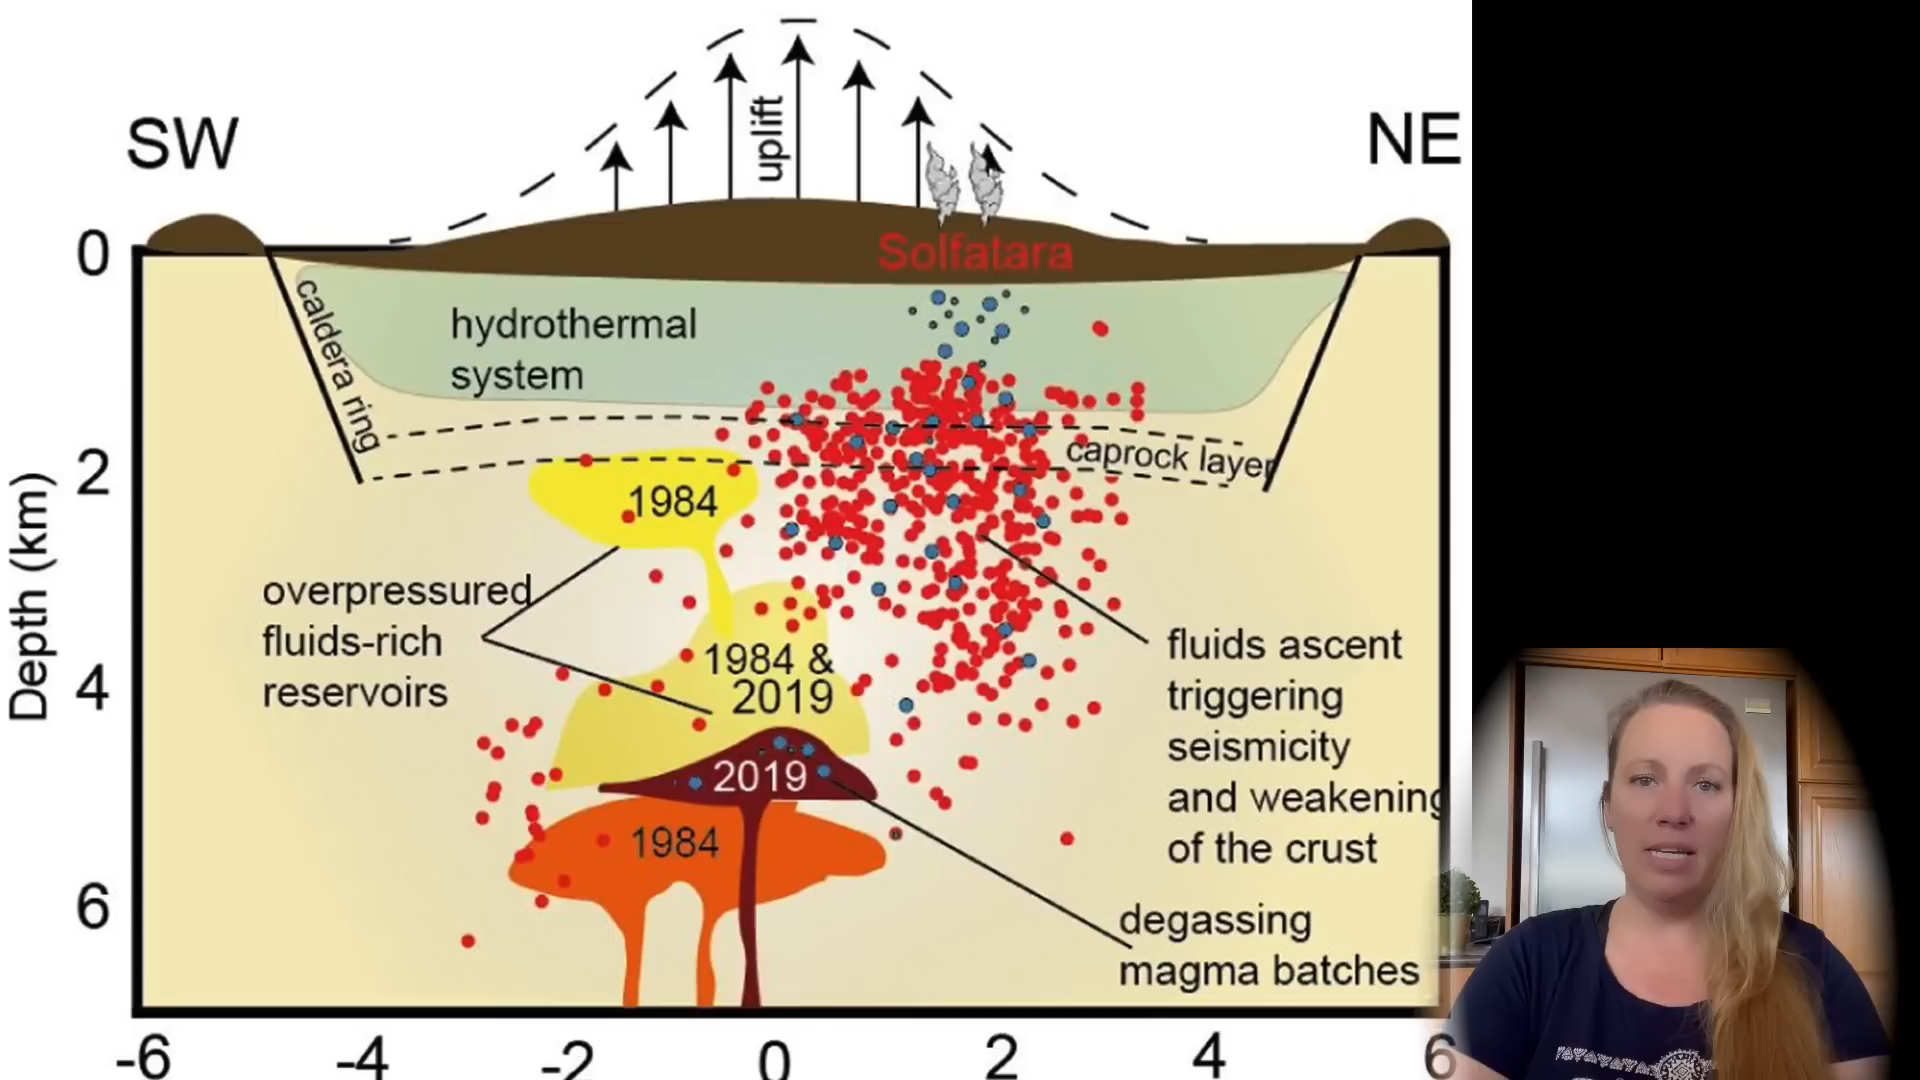 SW
uplift
NE
Solfatara
caldera ring
hydrothermal
system
caprock layer
1984
overpressured
fluids-rich
reservoirs
1984 &
2019
fluids ascent
triggering
seismicity
and weakening
of the crust
2019
1984
degassing
magma batches
Depth (km)
0
2
4
6
-6
-4
-2
0
2
4
6